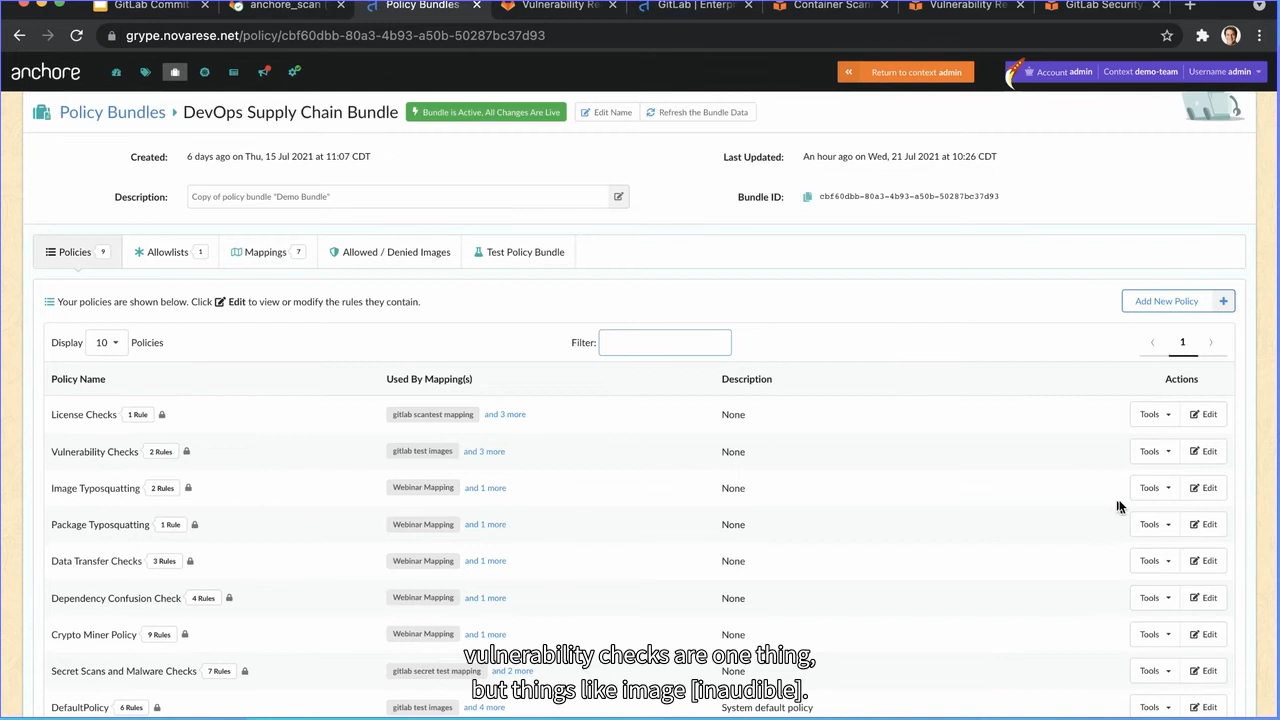 GitLab Commit
anchore_scan (
Policy Bundles
Vulnerability Re
GitLab | Enterpr
Container Scan
Vulnerability Re
GitLab Security
grype.novarese.net/policy/cbf60dbb-80a3-4b93-a50b-50287bc37d93
anchore
Return to context admin
Account admin Context demo-team Username admin
Policy Bundles DevOps Supply Chain Bundle Bundle is Active, All Changes Are Live Edit Name Refresh the Bundle Data
Created: 6 days ago on Thu, 15 Jul 2021 at 11:07 CDT Last Updated: An hour ago on Wed, 21 Jul 2021 at 10:26 CDT
Description: Copy of policy bundle "Demo Bundle" Bundle ID: cbf60dbb-80a3-4b93-a50b-50287bc37d93
Policies 9 Allowlists 1 Mappings 7 Allowed / Denied Images Test Policy Bundle
Your policies are shown below. Click Edit to view or modify the rules they contain. Add New Policy +
Display 10 Policies Filter: 1
Policy Name Used By Mapping(s) Description Actions
License Checks 1 Rule gitlab scantest mapping and 3 more None Tools Edit
Vulnerability Checks 2 Rules gitlab test images and 3 more None Tools Edit
Image Typosquatting 2 Rules Webinar Mapping and 1 more None Tools Edit
Package Typosquatting 1 Rule Webinar Mapping and 1 more None Tools Edit
Data Transfer Checks 3 Rules Webinar Mapping and 1 more None Tools Edit
Dependency Confusion Check 4 Rules Webinar Mapping and 1 more None Tools Edit
Crypto Miner Policy 9 Rules Webinar Mapping and 1 more None Tools Edit
Secret Scans and Malware Checks 7 Rules gitlab secret test mapping and 2 more None Tools Edit
DefaultPolicy 6 Rules gitlab test images and 4 more System default policy Tools Edit
vulnerability checks are one thing,
but things like image [inaudible].